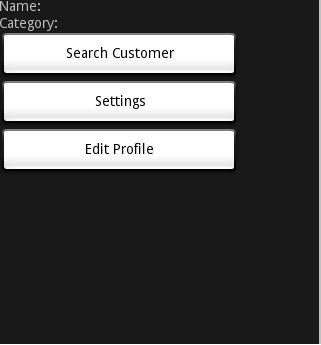 Name:
Category:
Search Customer
Settings
Edit Profile